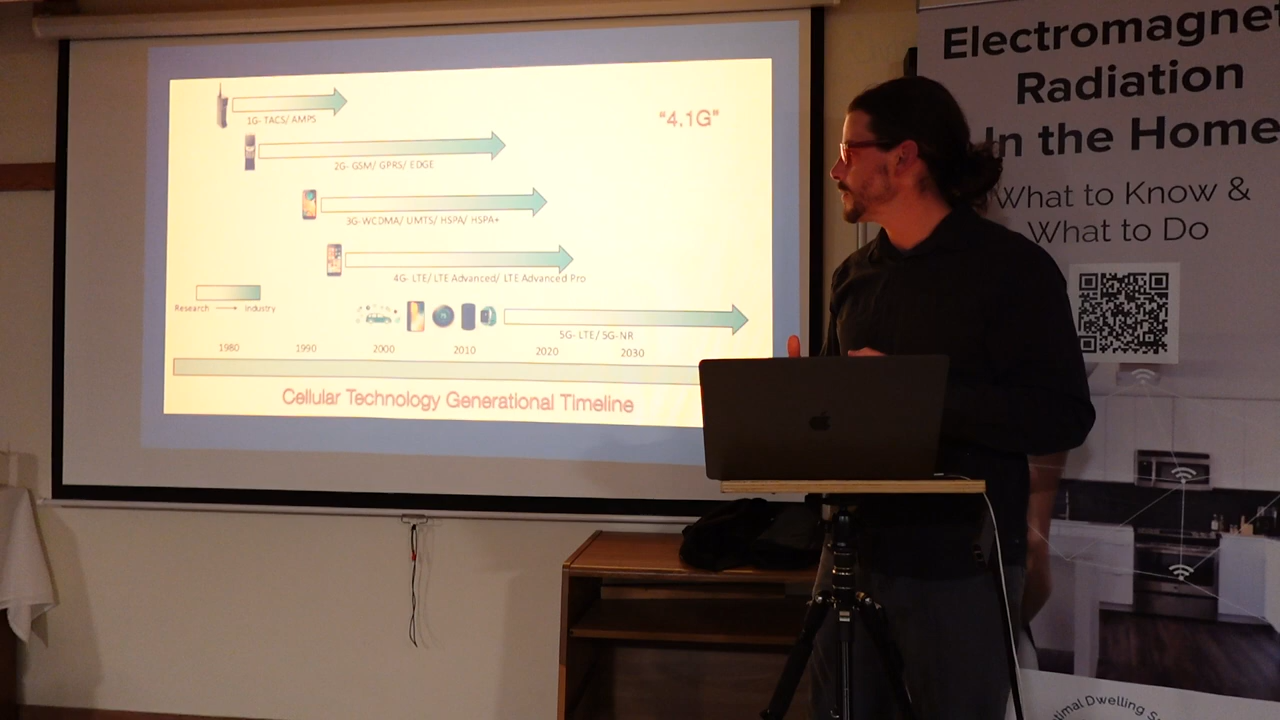 1G- TACS/ AMPS
"4.1G"
2G- GSM/ GPRS/ EDGE
3G-WCDMA/ UMTS/ HSPA/ HSPA+
4G- LTE/ LTE Advanced/ LTE Advanced Pro
Research
Industry
5G- LTE/ 5G-NR
1980
1990
2000
2010
2020
2030
Cellular Technology Generational Timeline
Electromagnet
Radiation
In the Home
What to Know &
What to Do
Dwelling